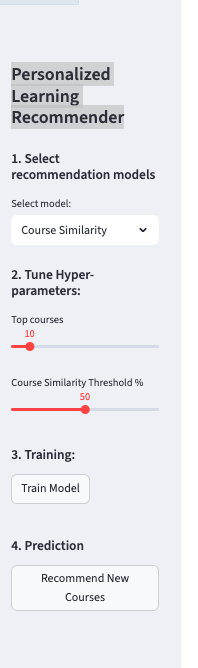 Personalized
Learning
Recommender
1. Select
recommendation models
Select model:
Course Similarity
2. Tune Hyper-
parameters:
Top courses
10
Course Similarity Threshold %
50
3. Training:
Train Model
4. Prediction
Recommend New
Courses